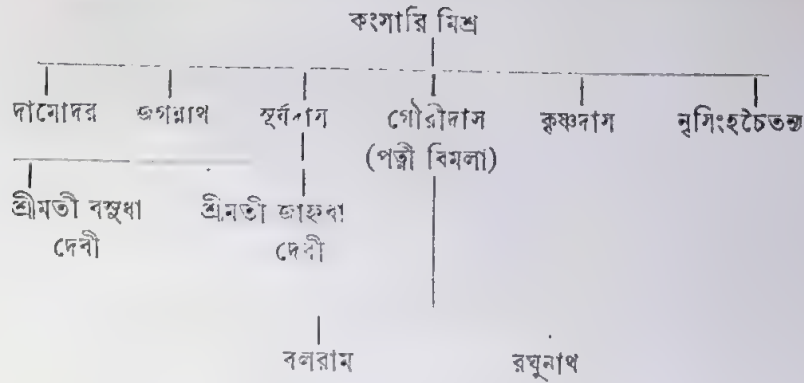 কংসারি মিশ্র
দামোদর জগন্নাথ সূর্যদাস গৌরীদাস কৃষ্ণদাস নৃসিংহচৈতন্য
(পত্নী বিমলা)
শ্রীমতী বসুধা শ্রীমতী জাহ্নবা
দেবী দেবী
বলরাম রঘুনাথ